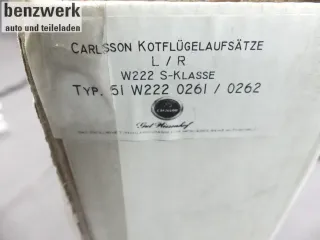 benzwerk
auto und teileladen
CARLSSON KOTFLÜGELAUFSÄTZE
L / R
W222 S-KLASSE
TYP. 51 W222 0261 / 0262